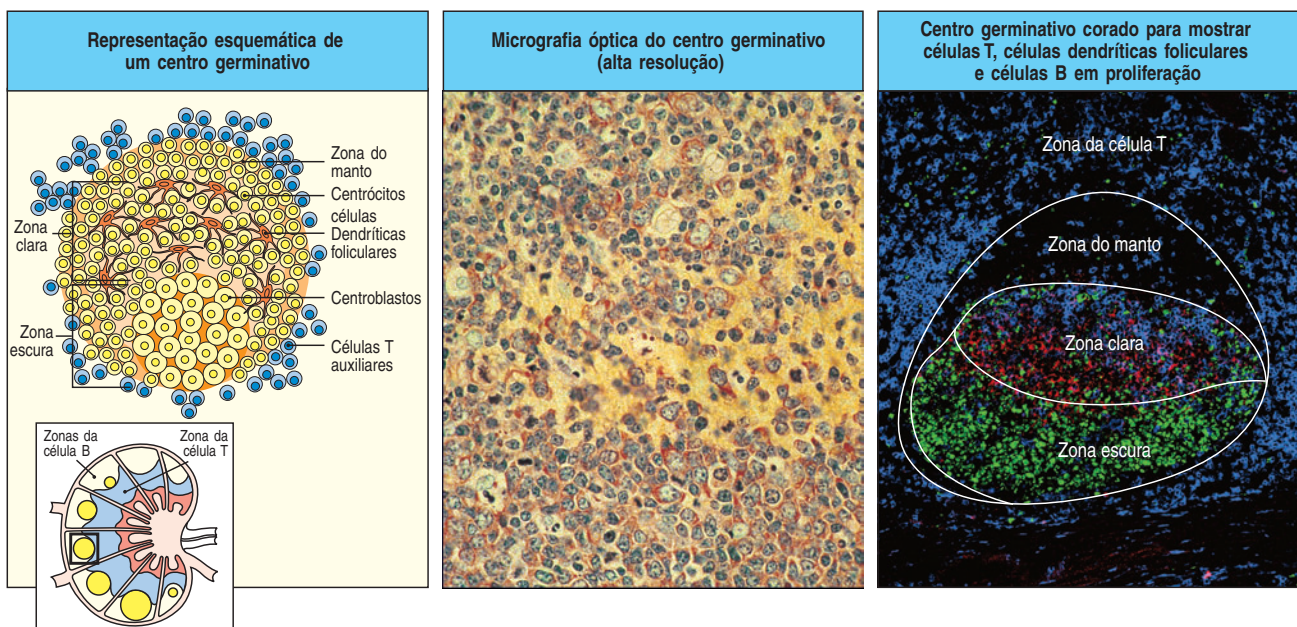 Representação esquemática de
um centro germinativo
Zona do
manto
Centrócitos
células
Dendríticas
foliculares
Zona
clara
Centroblastos
Zona
escura
Células T
auxiliares
Zonas da
célula B
Zona da
célula T
Micrografia óptica do centro germinativo
(alta resolução)
Centro germinativo corado para mostrar
células T, células dendríticas foliculares
e células B em proliferação
Zona da célula T
Zona do manto
Zona clara
Zona escura